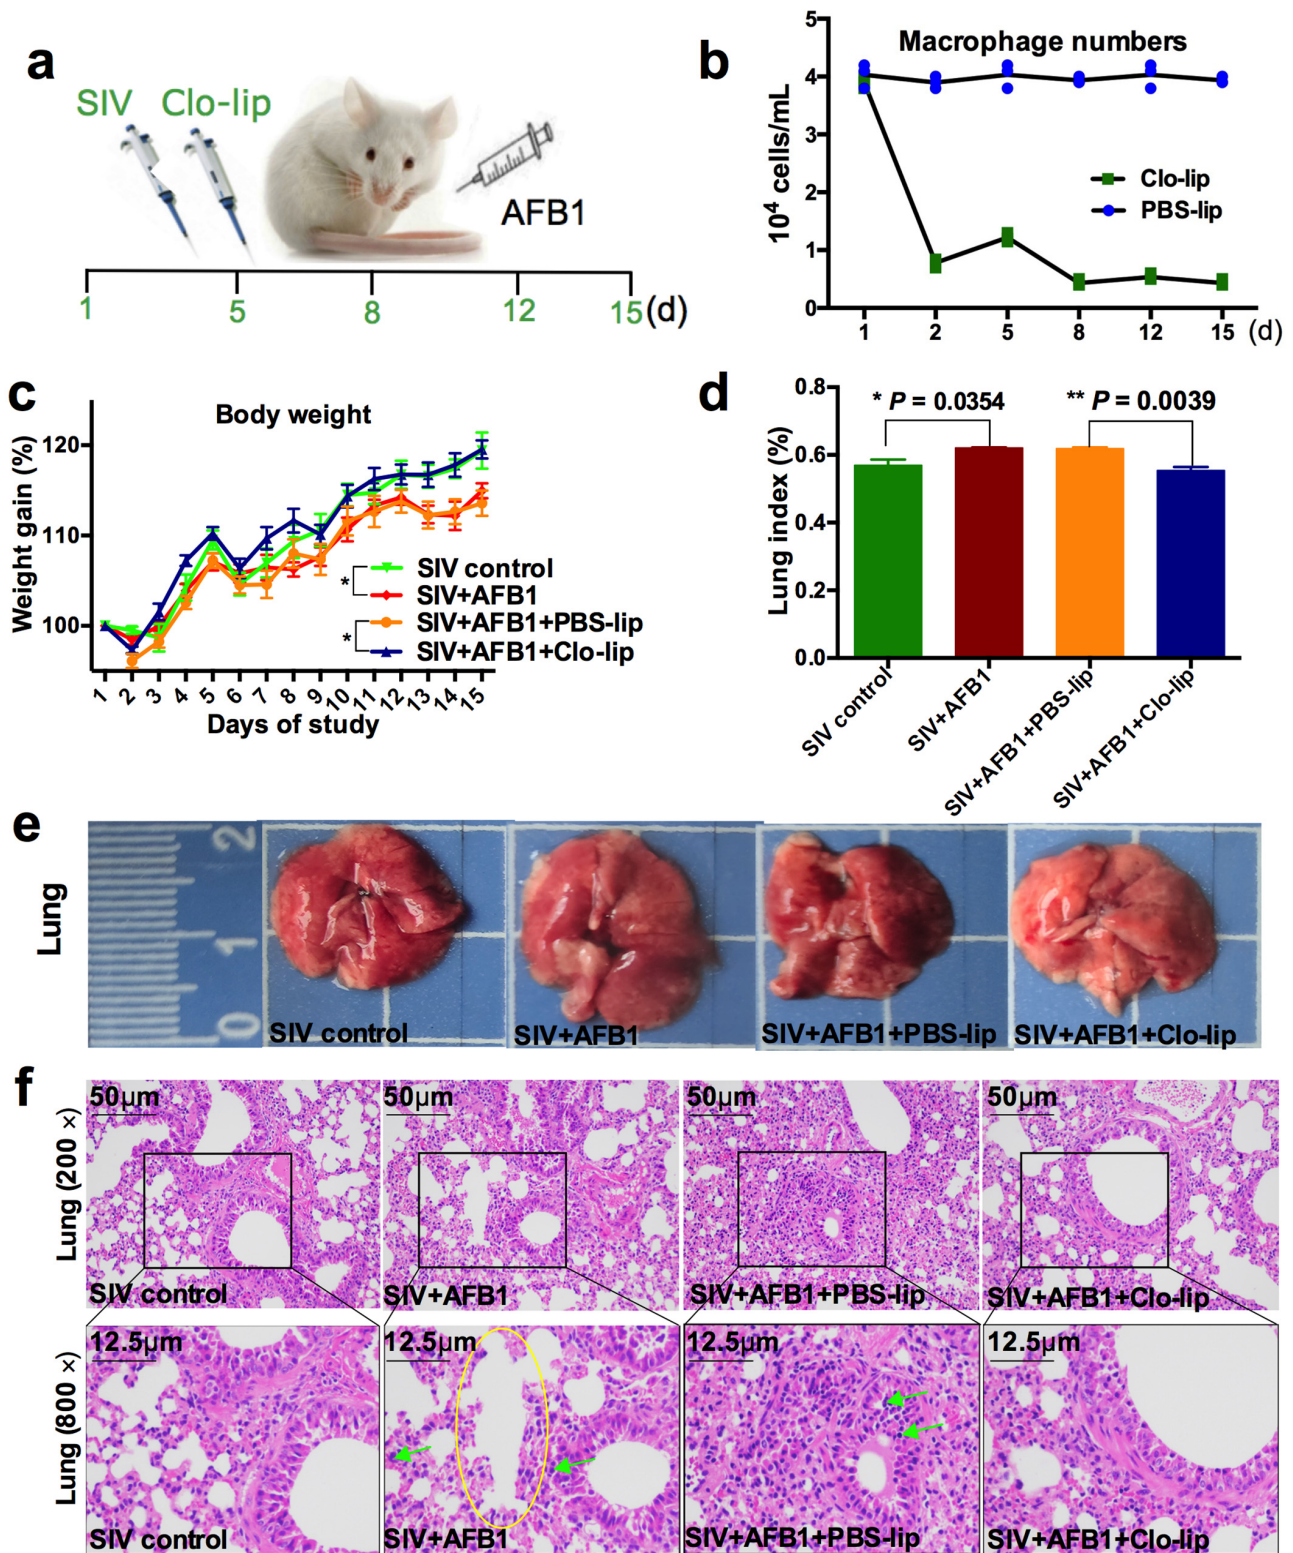 a
SIV Clo-lip
AFB1
1 5 8 12 15 (d)
b
Macrophage numbers
10⁴ cells/mL
5
4
3
2
1
0
Clo-lip
PBS-lip
1 2 5 8 12 15 (d)
c
Body weight
Weight gain (%)
120
110
100
* SIV control
SIV+AFB1
* SIV+AFB1+PBS-lip
SIV+AFB1+Clo-lip
1 2 3 4 5 6 7 8 9 10 11 12 13 14 15
Days of study
d
Lung index (%)
0.8
0.6
0.4
0.2
0.0
* P = 0.0354
** P = 0.0039
SIV control
SIV+AFB1
SIV+AFB1+PBS-lip
SIV+AFB1+Clo-lip
e
Lung
2
1
0
SIV control
SIV+AFB1
SIV+AFB1+PBS-lip
SIV+AFB1+Clo-lip
f
Lung (200 ×)
50μm 50μm 50μm 50μm
SIV control SIV+AFB1 SIV+AFB1+PBS-lip SIV+AFB1+Clo-lip
Lung (800 ×)
12.5μm 12.5μm 12.5μm 12.5μm
SIV control SIV+AFB1 SIV+AFB1+PBS-lip SIV+AFB1+Clo-lip